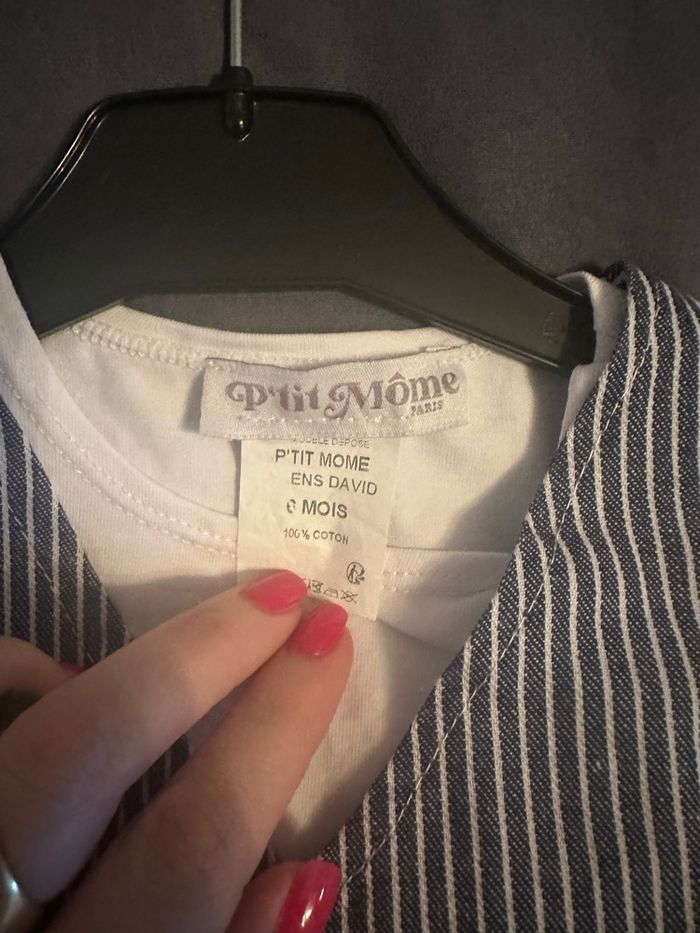 P'tit Môme
PARIS
MODELE DEPOSE
P'TIT MOME
ENS DAVID
6 MOIS
100% COTON